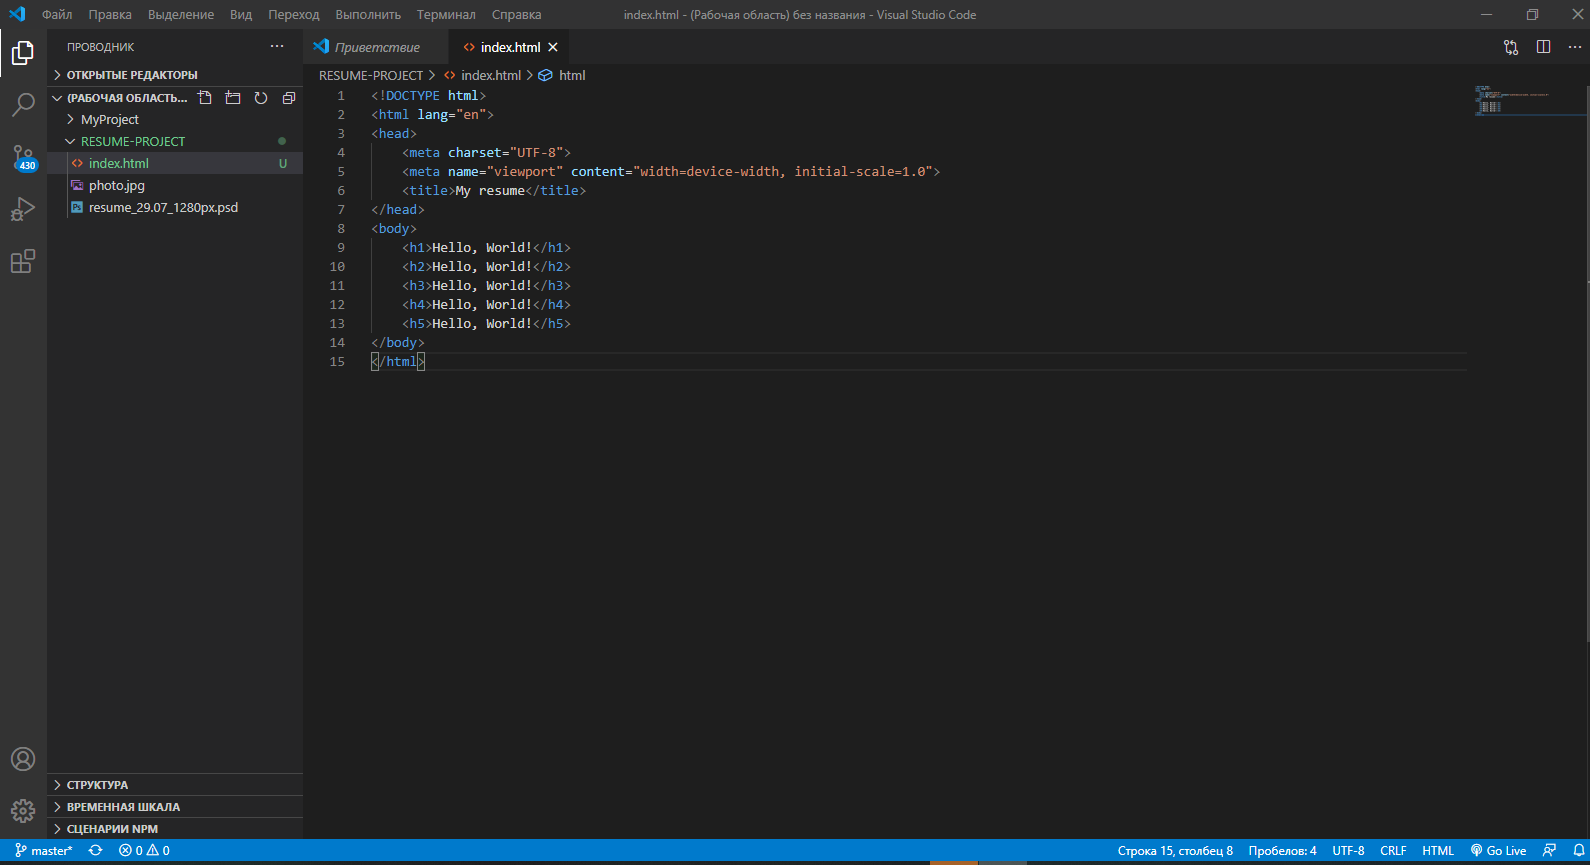 Файл Правка Выделение Вид Переход Выполнить Терминал Справка index.html - (Рабочая область) без названия - Visual Studio Code
ПРОВОДНИК
ОТКРЫТЫЕ РЕДАКТОРЫ
(РАБОЧАЯ ОБЛАСТЬ...
MyProject
RESUME-PROJECT
index.html U
photo.jpg
Ps resume_29.07_1280px.psd
430
СТРУКТУРА
ВРЕМЕННАЯ ШКАЛА
СЦЕНАРИИ NPM
Приветствие index.html
RESUME-PROJECT > index.html > html
1 <!DOCTYPE html>
2 <html lang="en">
3 <head>
4 <meta charset="UTF-8">
5 <meta name="viewport" content="width=device-width, initial-scale=1.0">
6 <title>My resume</title>
7 </head>
8 <body>
9 <h1>Hello, World!</h1>
10 <h2>Hello, World!</h2>
11 <h3>Hello, World!</h3>
12 <h4>Hello, World!</h4>
13 <h5>Hello, World!</h5>
14 </body>
15 </html>
master* 0 0 Строка 15, столбец 8 Пробелов: 4 UTF-8 CRLF HTML Go Live